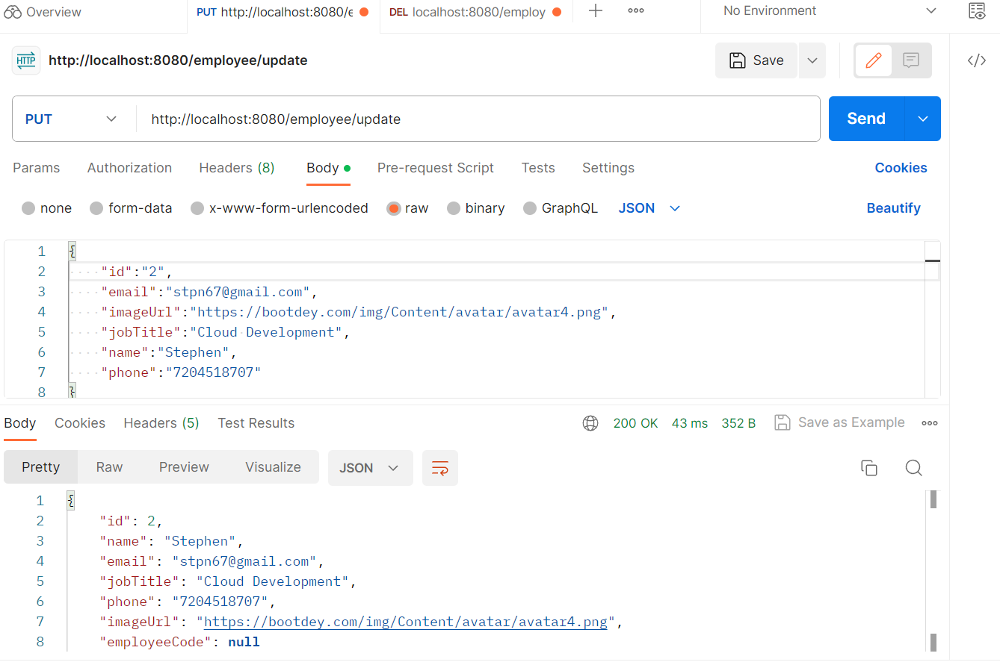 Overview
PUT http://localhost:8080/e
DEL localhost:8080/employ
No Environment
HTTP http://localhost:8080/employee/update
Save
</>
PUT http://localhost:8080/employee/update
Send
Params Authorization Headers (8) Body Pre-request Script Tests Settings Cookies
none form-data x-www-form-urlencoded raw binary GraphQL JSON Beautify
1 {
2 "id":"2",
3 "email":"stpn67@gmail.com",
4 "imageUrl":"https://bootdey.com/img/Content/avatar/avatar4.png",
5 "jobTitle":"Cloud Development",
6 "name":"Stephen",
7 "phone":"7204518707"
8 }
Body Cookies Headers (5) Test Results 200 OK 43 ms 352 B Save as Example
Pretty Raw Preview Visualize JSON
1 {
2 "id": 2,
3 "name": "Stephen",
4 "email": "stpn67@gmail.com",
5 "jobTitle": "Cloud Development",
6 "phone": "7204518707",
7 "imageUrl": "https://bootdey.com/img/Content/avatar/avatar4.png",
8 "employeeCode": null